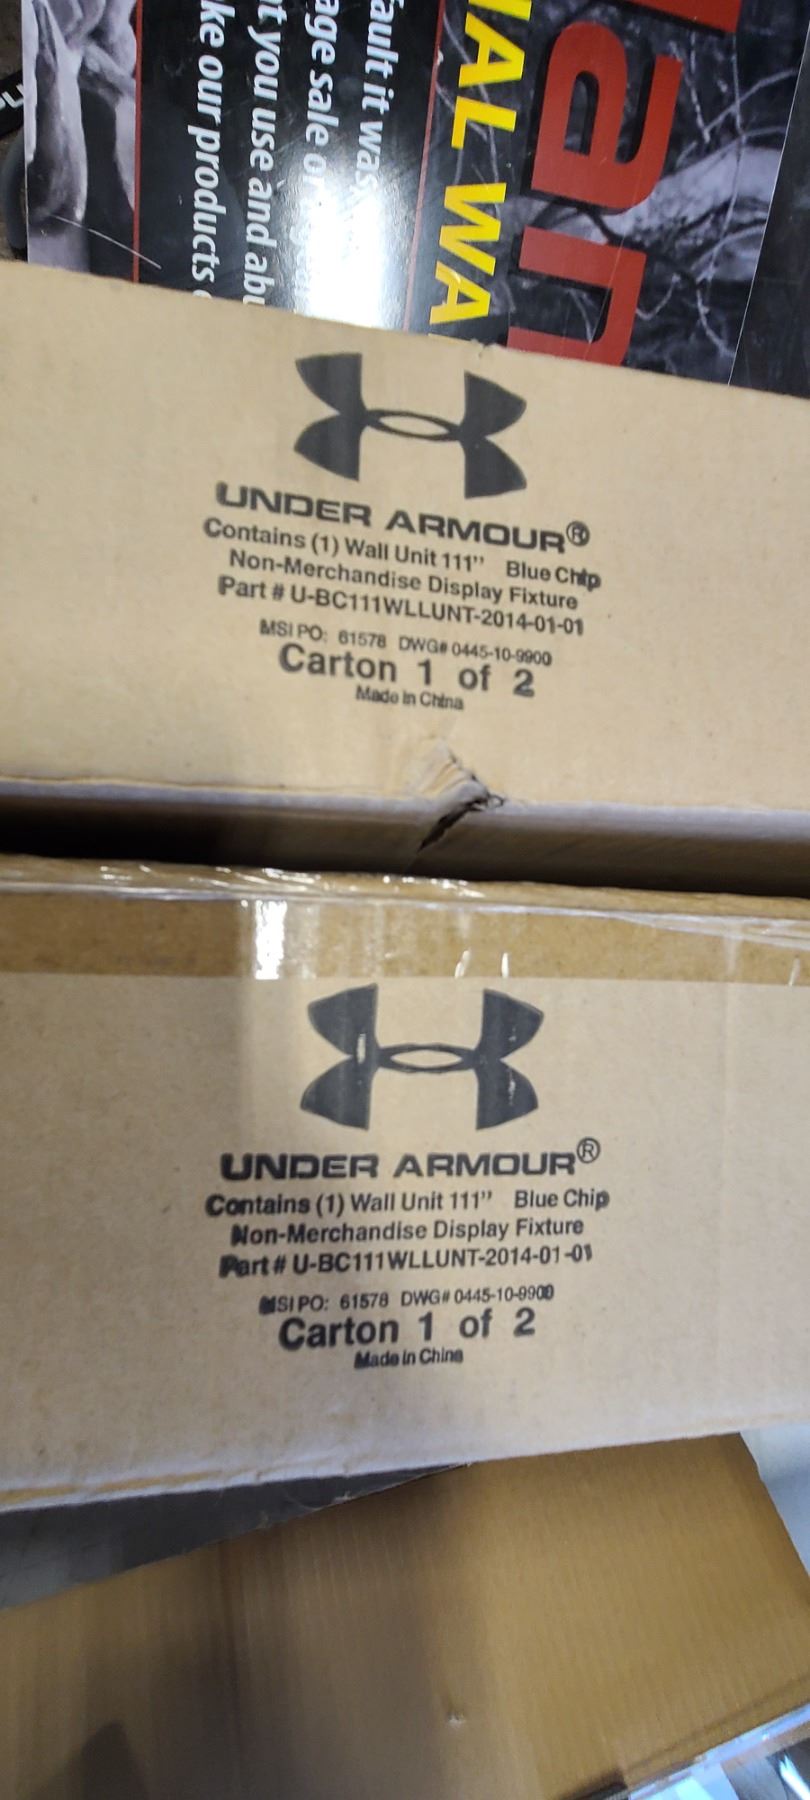 fault it was
age sale or
t you use and ab
ke our products
IAL WA
an
UNDER ARMOUR®
Contains (1) Wall Unit 111" Blue Chip
Non-Merchandise Display Fixture
Part # U-BC111WLLUNT-2014-01-01
MSI PO: 61578 DWG# 0445-10-9900
Carton 1 of 2
Made in China
UNDER ARMOUR®
Contains (1) Wall Unit 111" Blue Chip
Non-Merchandise Display Fixture
Part # U-BC111WLLUNT-2014-01-01
MSI PO: 61578 DWG# 0445-10-9900
Carton 1 of 2
Made in China